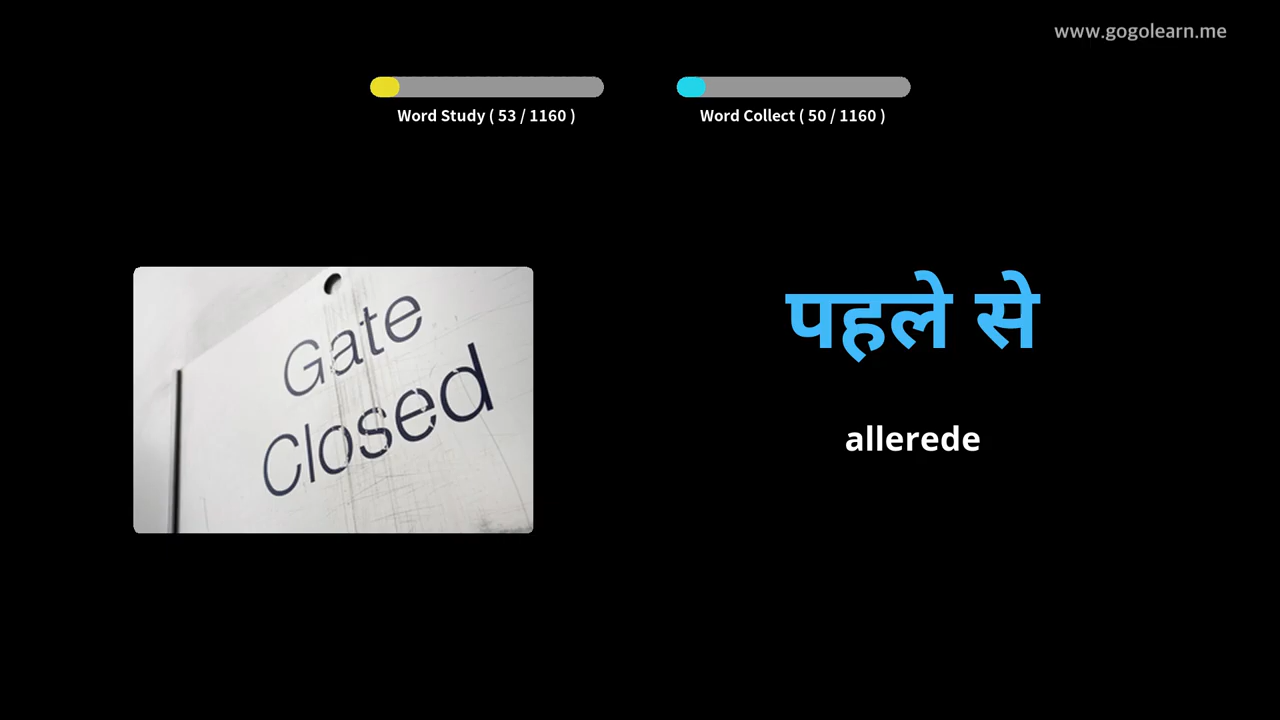 www.gogolearn.me
Word Study ( 53 / 1160 )
Word Collect ( 50 / 1160 )
Gate
Closed
पहले से
allerede